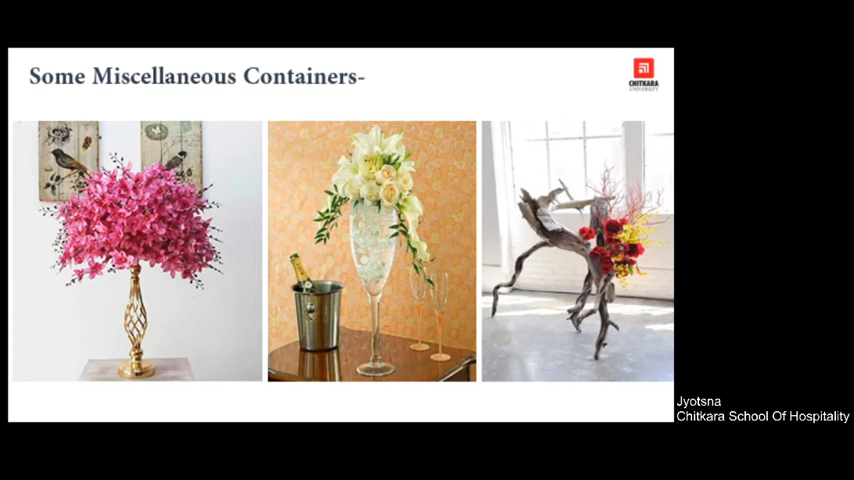 Some Miscellaneous Containers-
CHITKARA
UNIVERSITY
Jyotsna
Chitkara School Of Hospitality